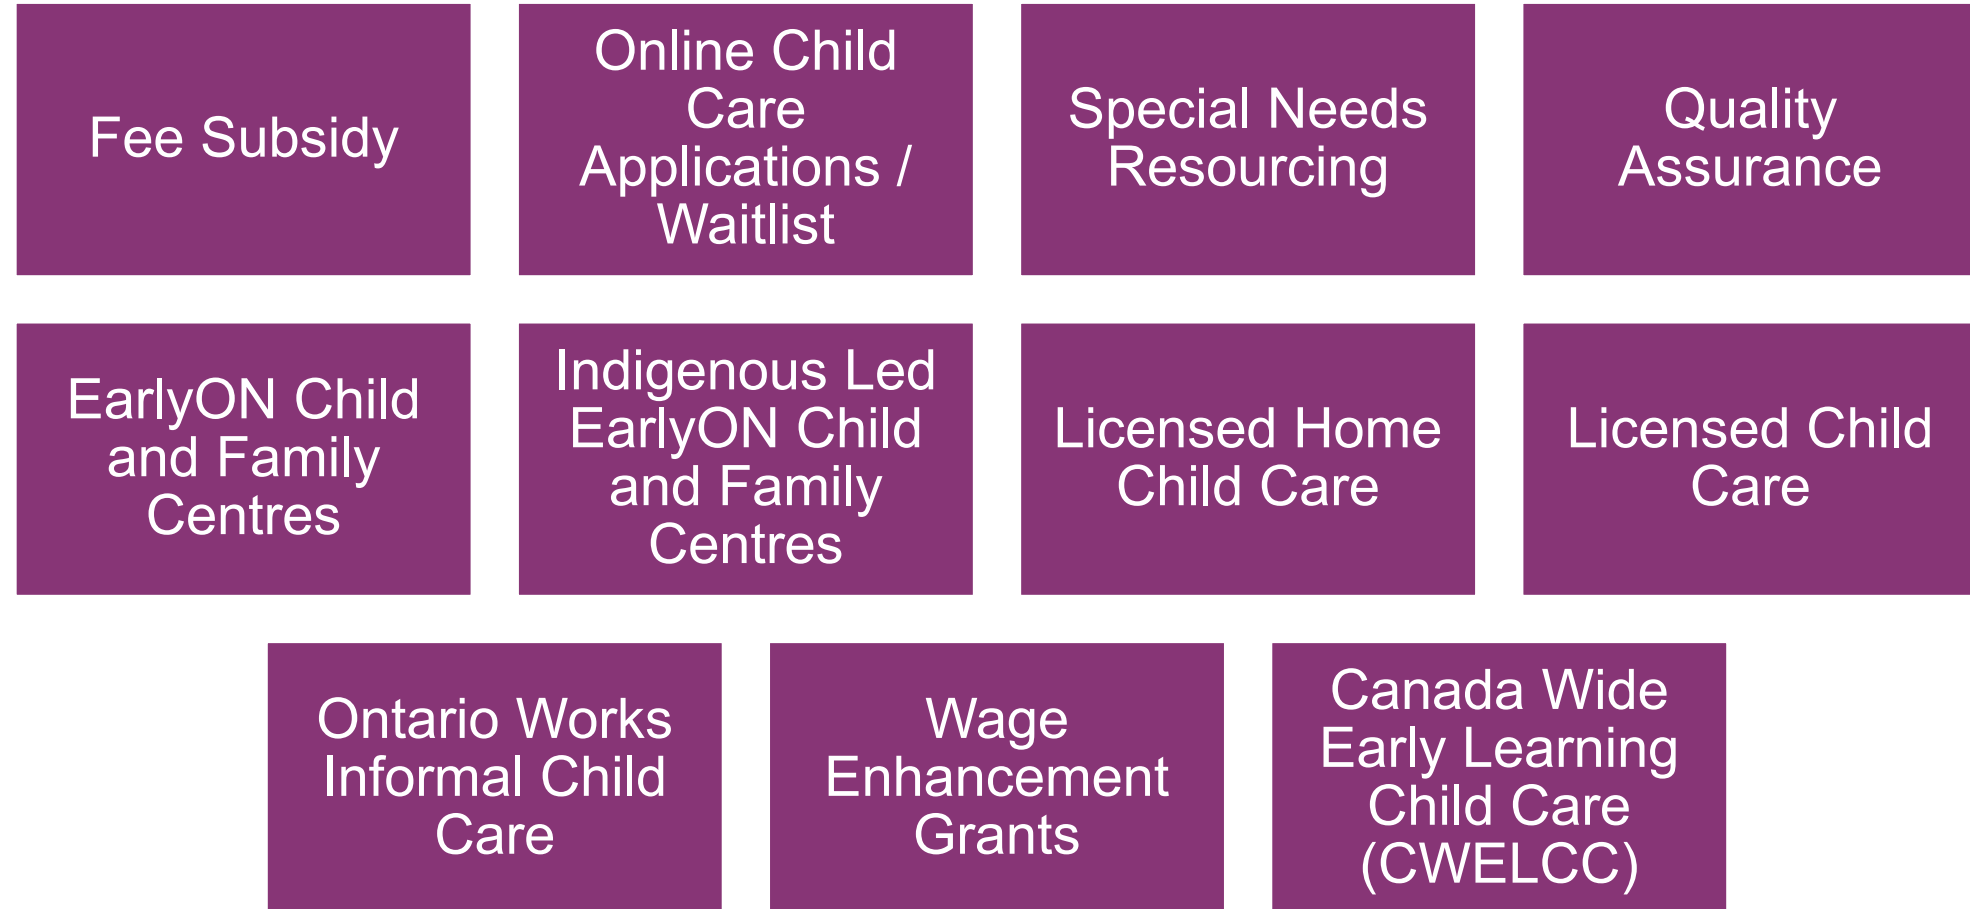 Fee Subsidy
Online Child
Care
Applications /
Waitlist
Special Needs
Resourcing
Quality
Assurance
EarlyON Child
and Family
Centres
Indigenous Led
EarlyON Child
and Family
Centres
Licensed Home
Child Care
Licensed Child
Care
Ontario Works
Informal Child
Care
Wage
Enhancement
Grants
Canada Wide
Early Learning
Child Care
(CWELCC)